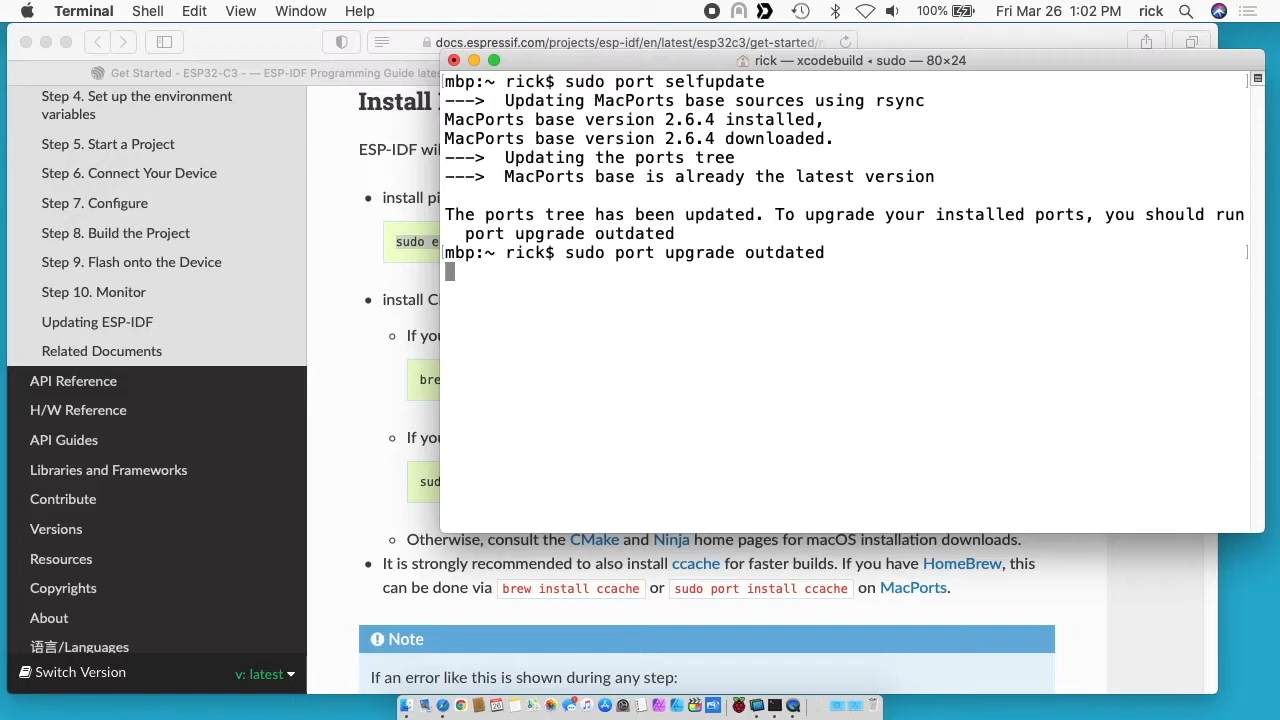 Terminal Shell Edit View Window Help 100% Fri Mar 26 1:02 PM rick
docs.espressif.com/projects/esp-idf/en/latest/esp32c3/get-started/
Get Started - ESP32-C3 - — ESP-IDF Programming Guide late
rick — xcodebuild ◂ sudo — 80×24
mbp:~ rick$ sudo port selfupdate
---> Updating MacPorts base sources using rsync
MacPorts base version 2.6.4 installed,
MacPorts base version 2.6.4 downloaded.
---> Updating the ports tree
---> MacPorts base is already the latest version
The ports tree has been updated. To upgrade your installed ports, you should run
port upgrade outdated
mbp:~ rick$ sudo port upgrade outdated
Step 4. Set up the environment
variables
Step 5. Start a Project
Step 6. Connect Your Device
Step 7. Configure
Step 8. Build the Project
Step 9. Flash onto the Device
Step 10. Monitor
Updating ESP-IDF
Related Documents
API Reference
H/W Reference
API Guides
Libraries and Frameworks
Contribute
Versions
Resources
Copyrights
About
语言/Languages
Switch Version v: latest
Install
ESP-IDF wi
install pi
sudo e
install C
If you
bre
If you
sud
Otherwise, consult the CMake and Ninja home pages for macOS installation downloads.
It is strongly recommended to also install ccache for faster builds. If you have HomeBrew, this
can be done via brew install ccache or sudo port install ccache on MacPorts.
Note
If an error like this is shown during any step: